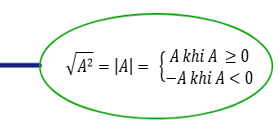 √A² = |A| = { A khi A ≥ 0
−A khi A < 0